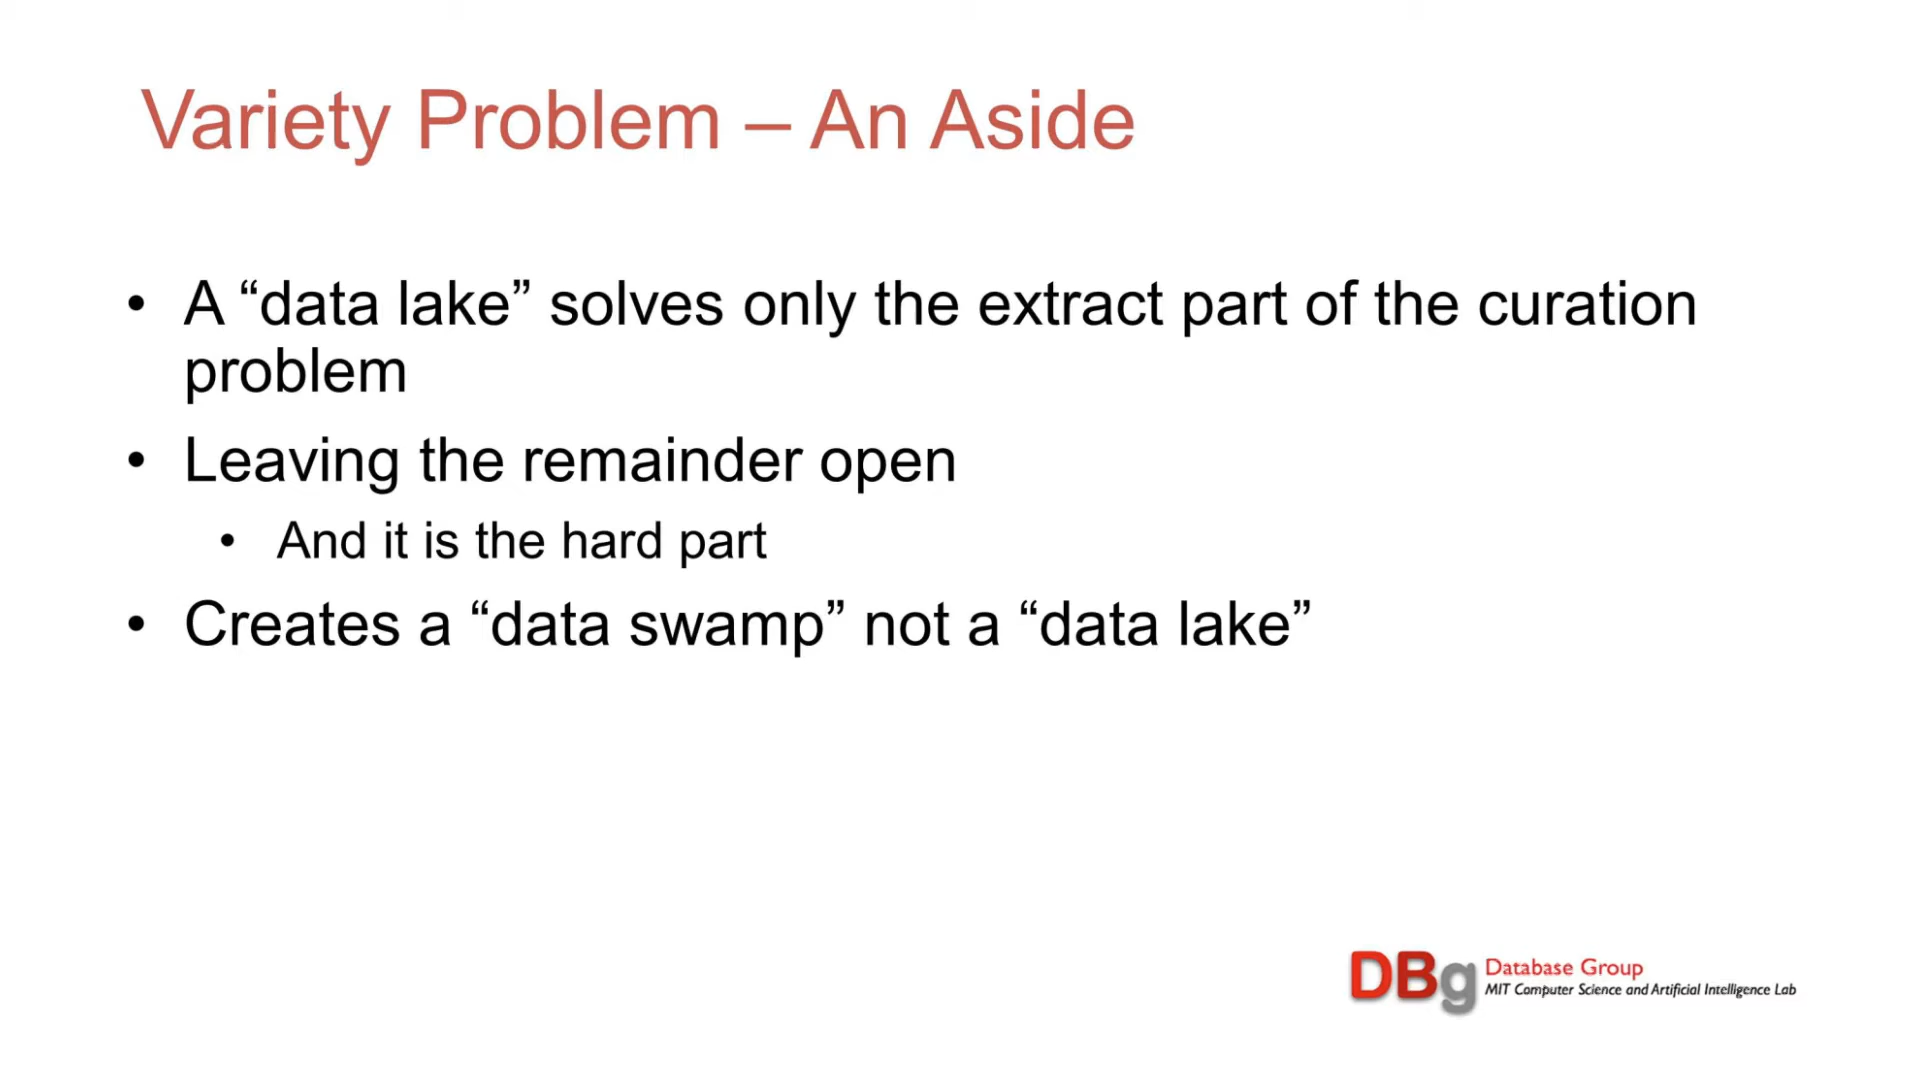 Variety Problem – An Aside
• A “data lake” solves only the extract part of the curation
problem
• Leaving the remainder open
• And it is the hard part
• Creates a “data swamp” not a “data lake”
DBg Database Group
MIT Computer Science and Artificial Intelligence Lab